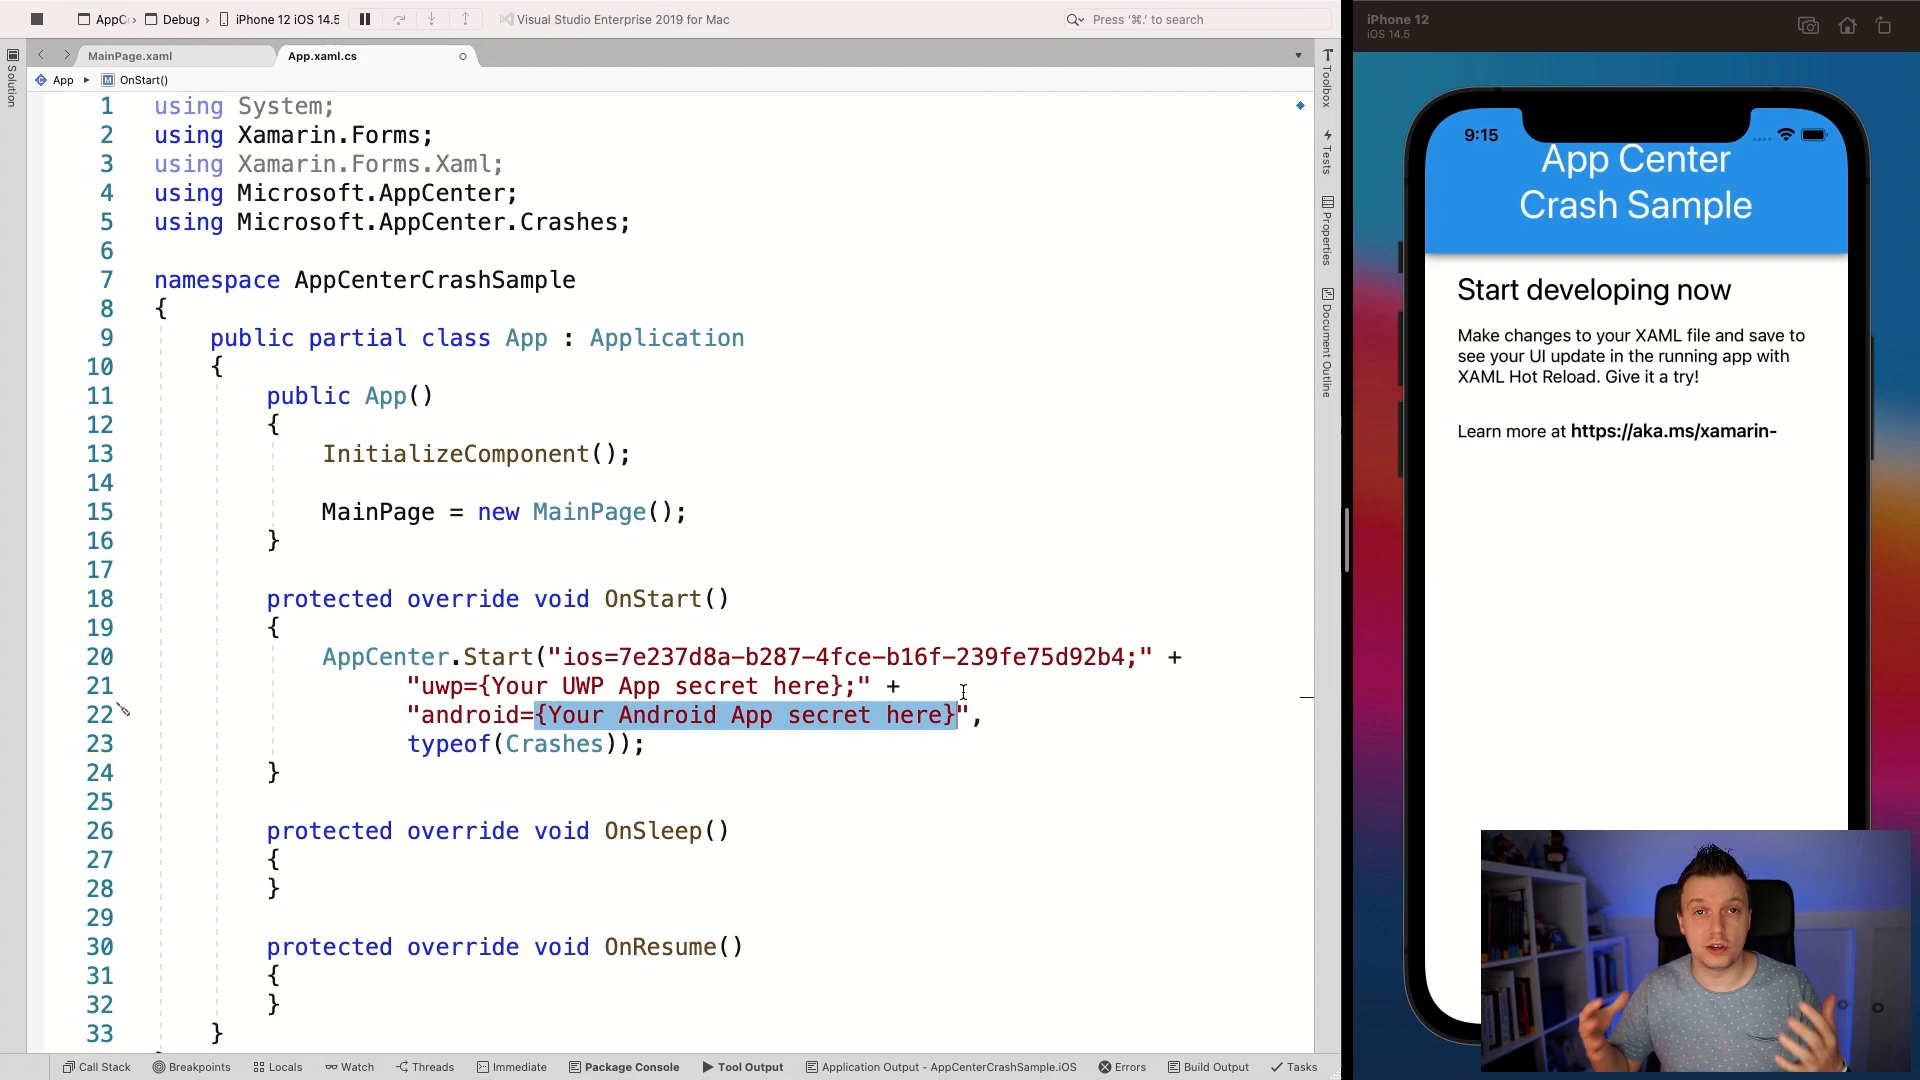 AppC
Debug
iPhone 12 iOS 14.5
Visual Studio Enterprise 2019 for Mac
Press '⌘.' to search
MainPage.xaml
App.xaml.cs
App
OnStart()
Solution
1 using System;
2 using Xamarin.Forms;
3 using Xamarin.Forms.Xaml;
4 using Microsoft.AppCenter;
5 using Microsoft.AppCenter.Crashes;
6
7 namespace AppCenterCrashSample
8 {
9 public partial class App : Application
10 {
11 public App()
12 {
13 InitializeComponent();
14
15 MainPage = new MainPage();
16 }
17
18 protected override void OnStart()
19 {
20 AppCenter.Start("ios=7e237d8a-b287-4fce-b16f-239fe75d92b4;" +
21 "uwp={Your UWP App secret here};" +
22 "android={Your Android App secret here}",
23 typeof(Crashes));
24 }
25
26 protected override void OnSleep()
27 {
28 }
29
30 protected override void OnResume()
31 {
32 }
33 }
Toolbox
Tests
Properties
Document Outline
Call Stack
Breakpoints
Locals
Watch
Threads
Immediate
Package Console
Tool Output
Application Output - AppCenterCrashSample.iOS
Errors
Build Output
Tasks
iPhone 12
iOS 14.5
9:15
App Center
Crash Sample
Start developing now
Make changes to your XAML file and save to
see your UI update in the running app with
XAML Hot Reload. Give it a try!
Learn more at https://aka.ms/xamarin-